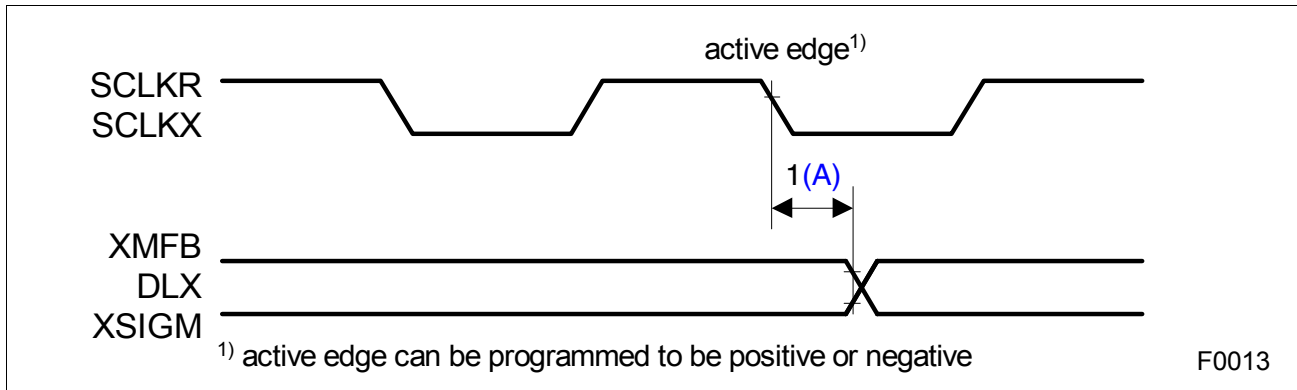 active edge1)
SCLKR
SCLKX
1(A)
XMFB
DLX
XSIGM
1) active edge can be programmed to be positive or negative
F0013